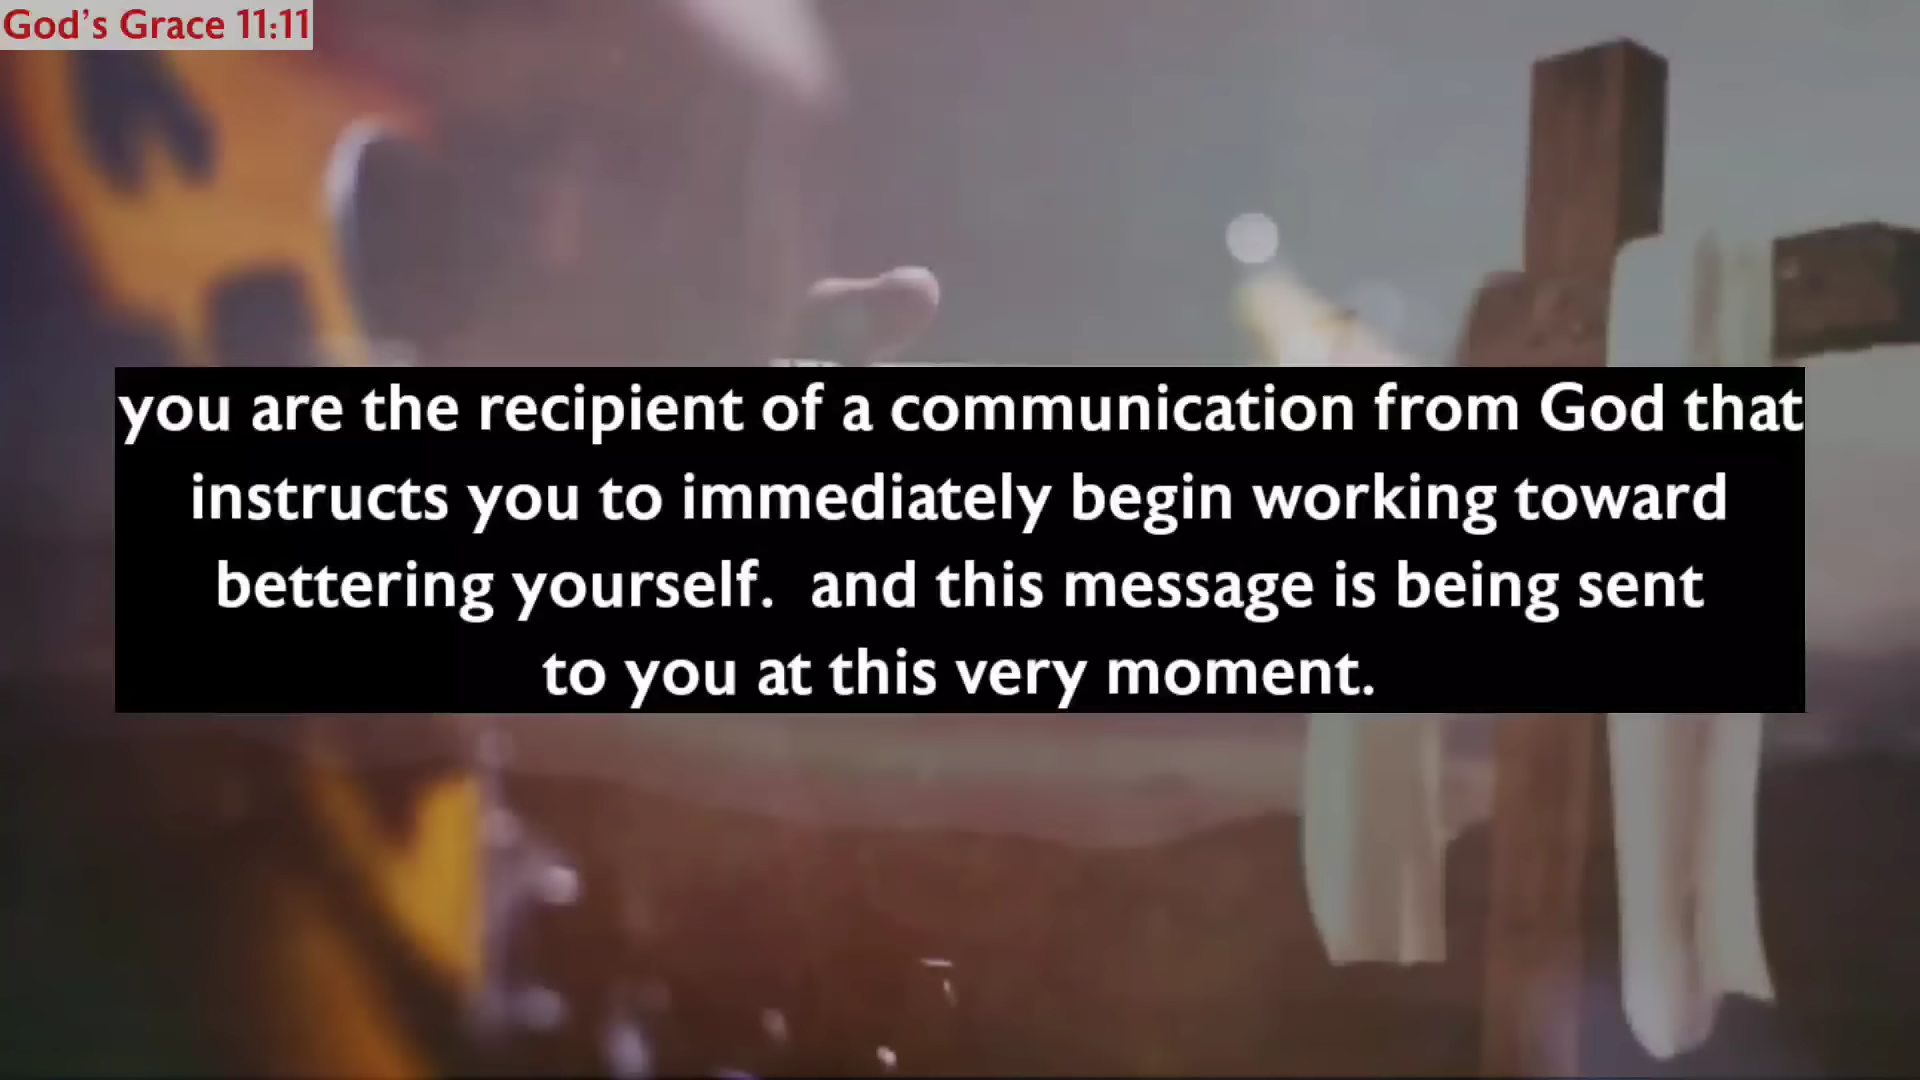 God's Grace 11:11
you are the recipient of a communication from God that
instructs you to immediately begin working toward
bettering yourself.  and this message is being sent
to you at this very moment.